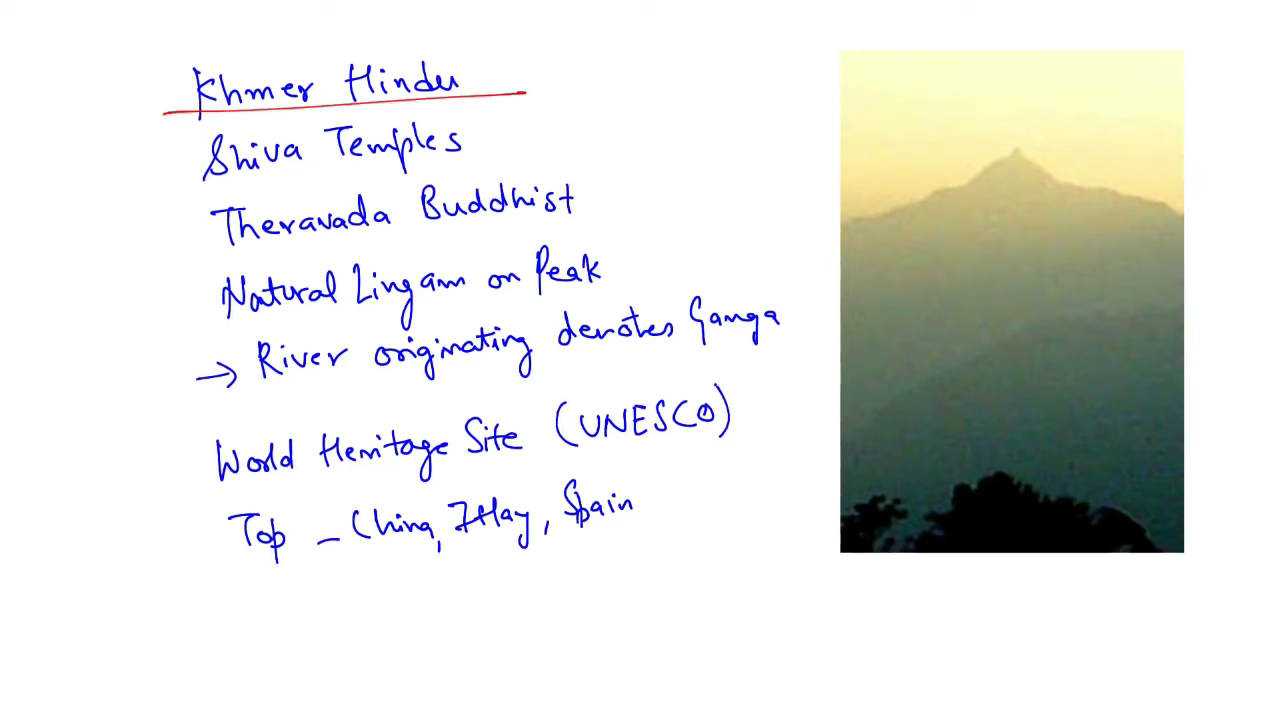 Khmer Hindu
Shiva Temples
Theravada Buddhist
Natural Lingam on Peak
→ River originating denotes Ganga
World Heritage Site (UNESCO)
Top - China, Italy, Spain